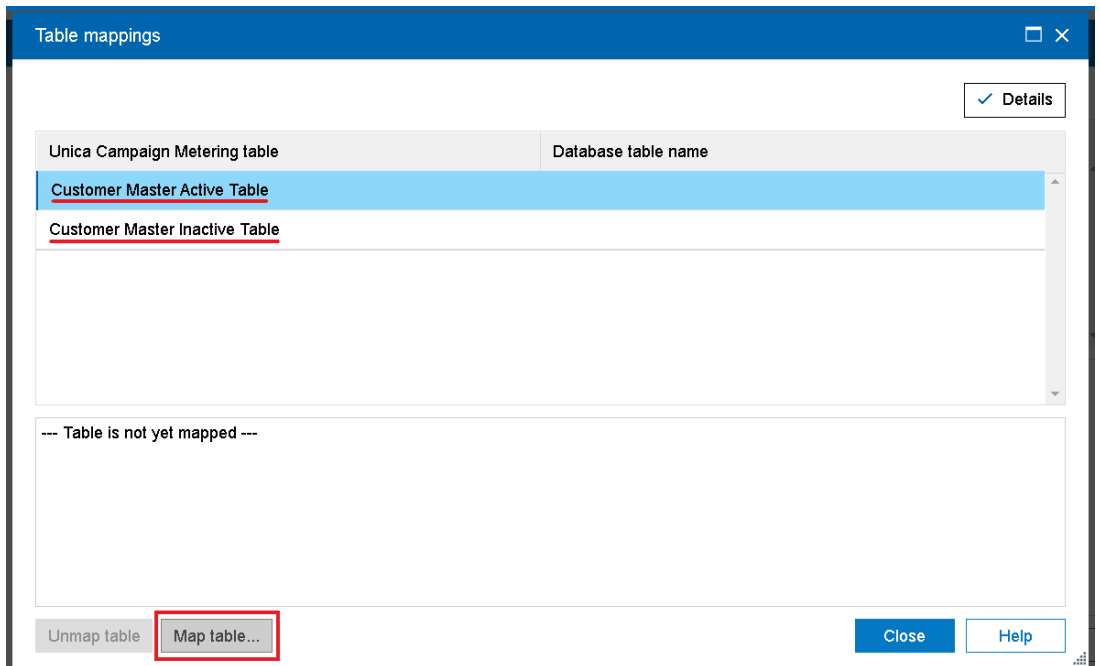 Table mappings
Details
Unica Campaign Metering table Database table name
Customer Master Active Table
Customer Master Inactive Table
--- Table is not yet mapped ---
Unmap table Map table... Close Help